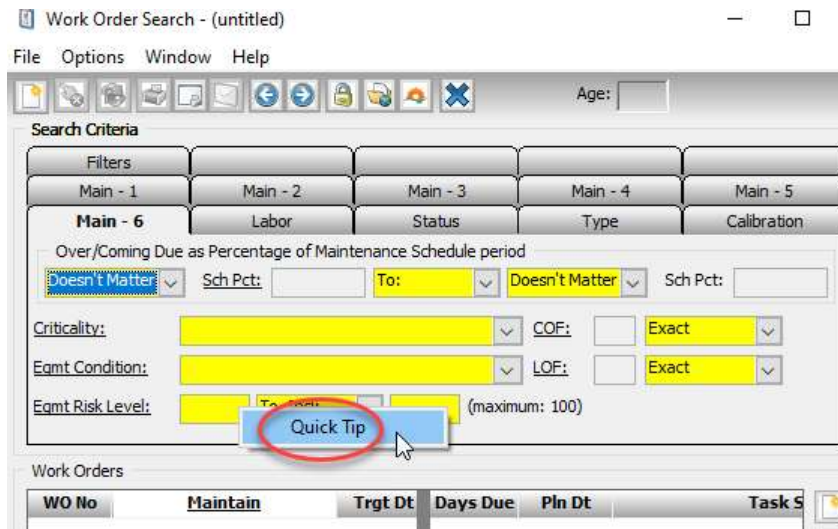 Work Order Search - (untitled)
File Options Window Help
Age:
Search Criteria
Filters
Main - 1 Main - 2 Main - 3 Main - 4 Main - 5
Main - 6 Labor Status Type Calibration
Over/Coming Due as Percentage of Maintenance Schedule period
Doesn't Matter Sch Pct: To: Doesn't Matter Sch Pct:
Criticality: COF: Exact
Eqmt Condition: LOF: Exact
Eqmt Risk Level: (maximum: 100)
Quick Tip
Work Orders
WO No Maintain Trgt Dt Days Due Pln Dt Task S